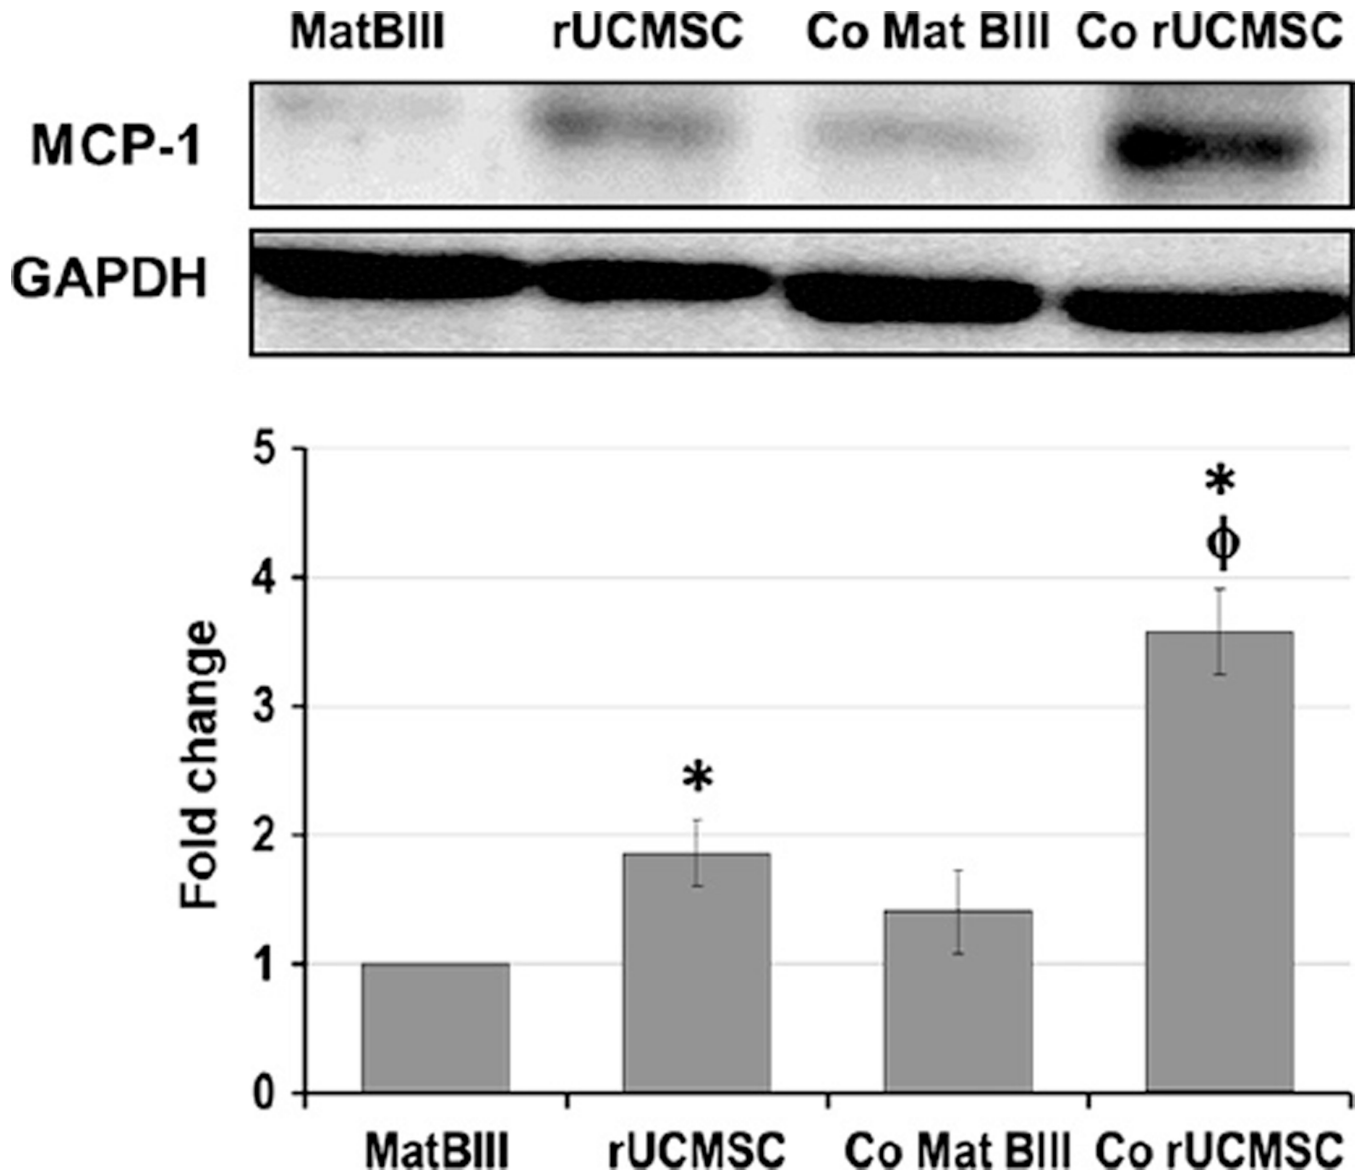 MatBIII rUCMSC Co Mat BIII Co rUCMSC
MCP-1
GAPDH
5
*
ϕ
4
3
*
2
1
0
Fold change
MatBIII rUCMSC Co Mat BIII Co rUCMSC